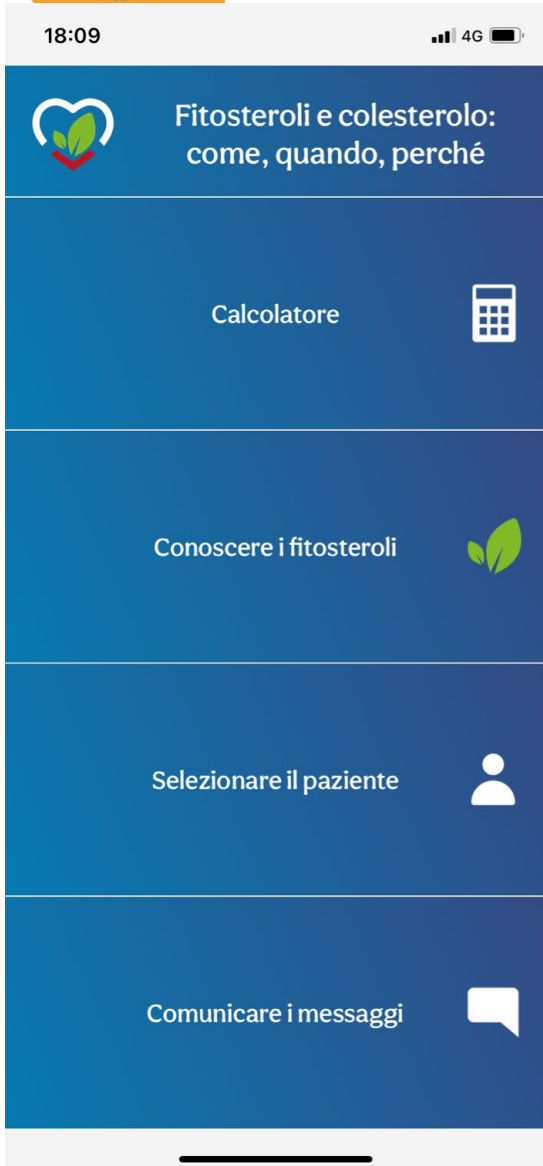 18:09
4G
Fitosteroli e colesterolo:
come, quando, perché
Calcolatore
Conoscere i fitosteroli
Selezionare il paziente
Comunicare i messaggi